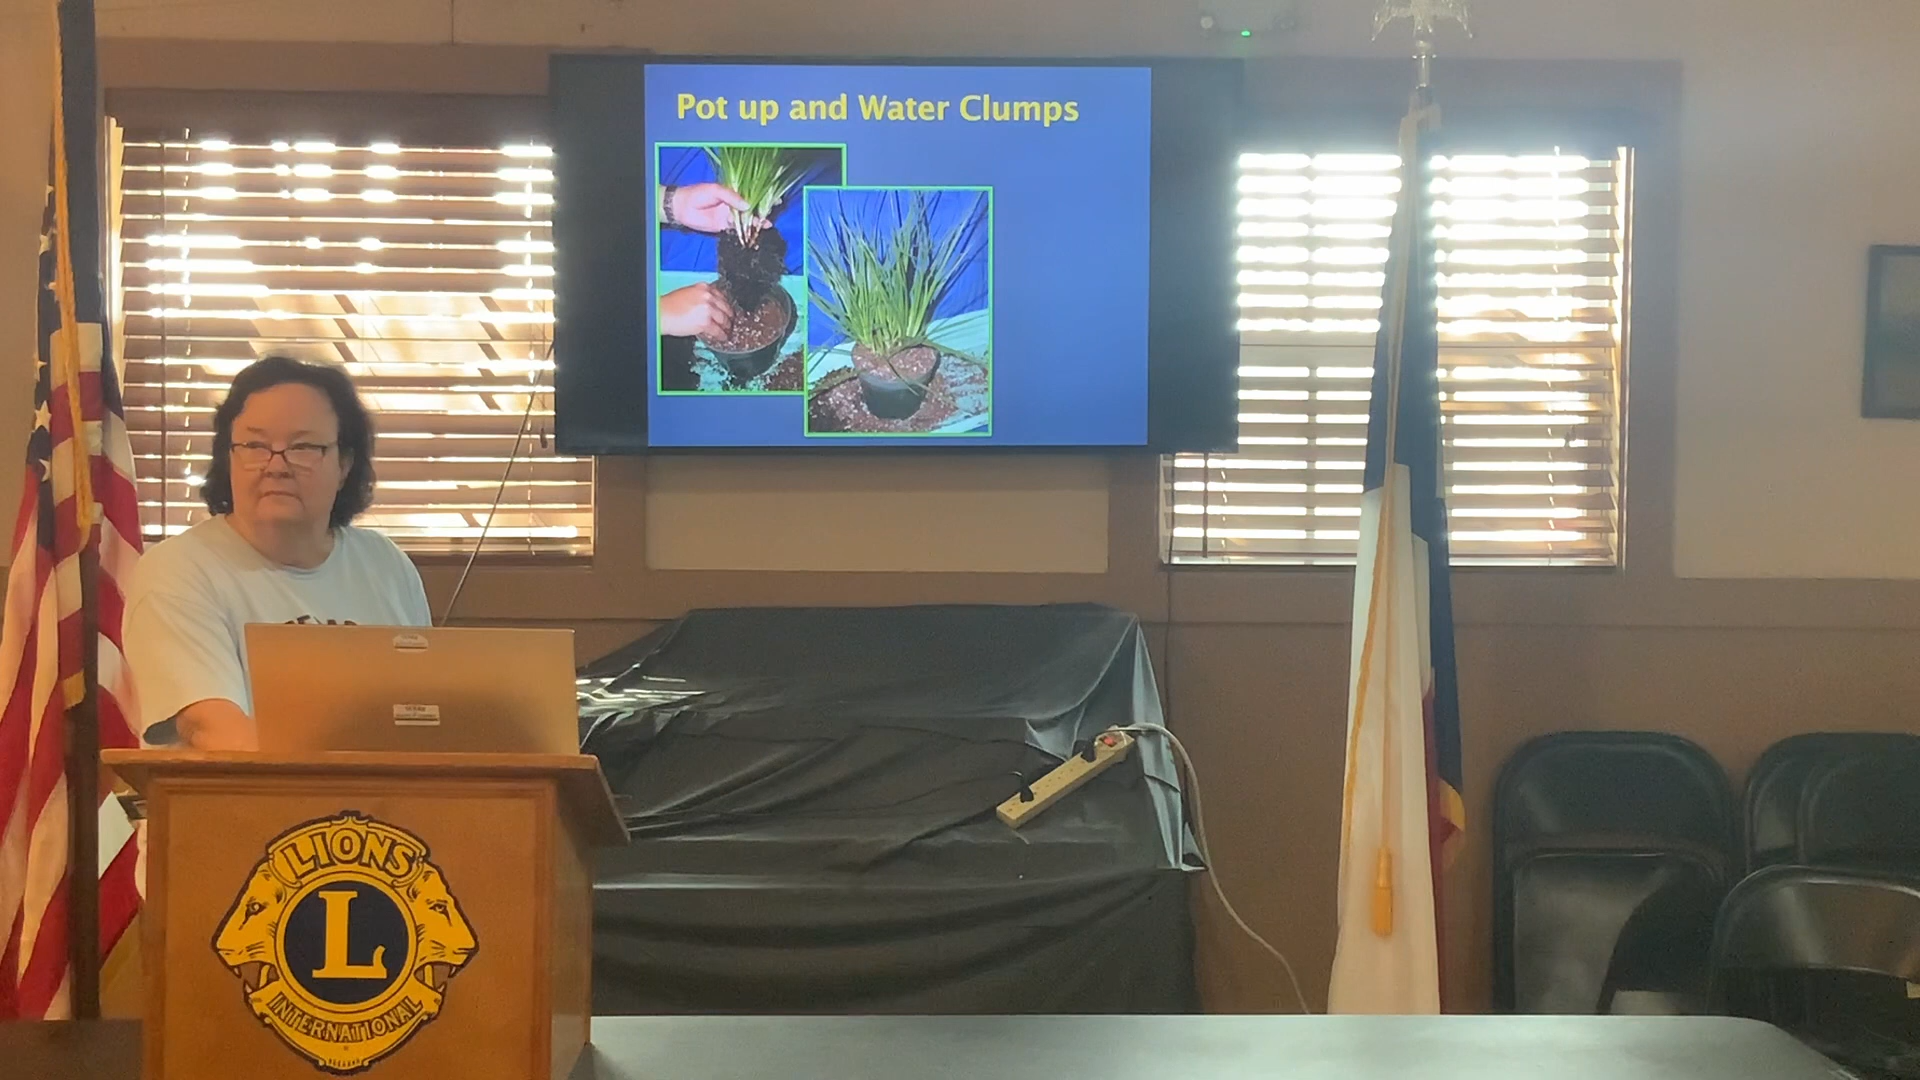 Pot up and Water Clumps
LIONS
L
INTERNATIONAL